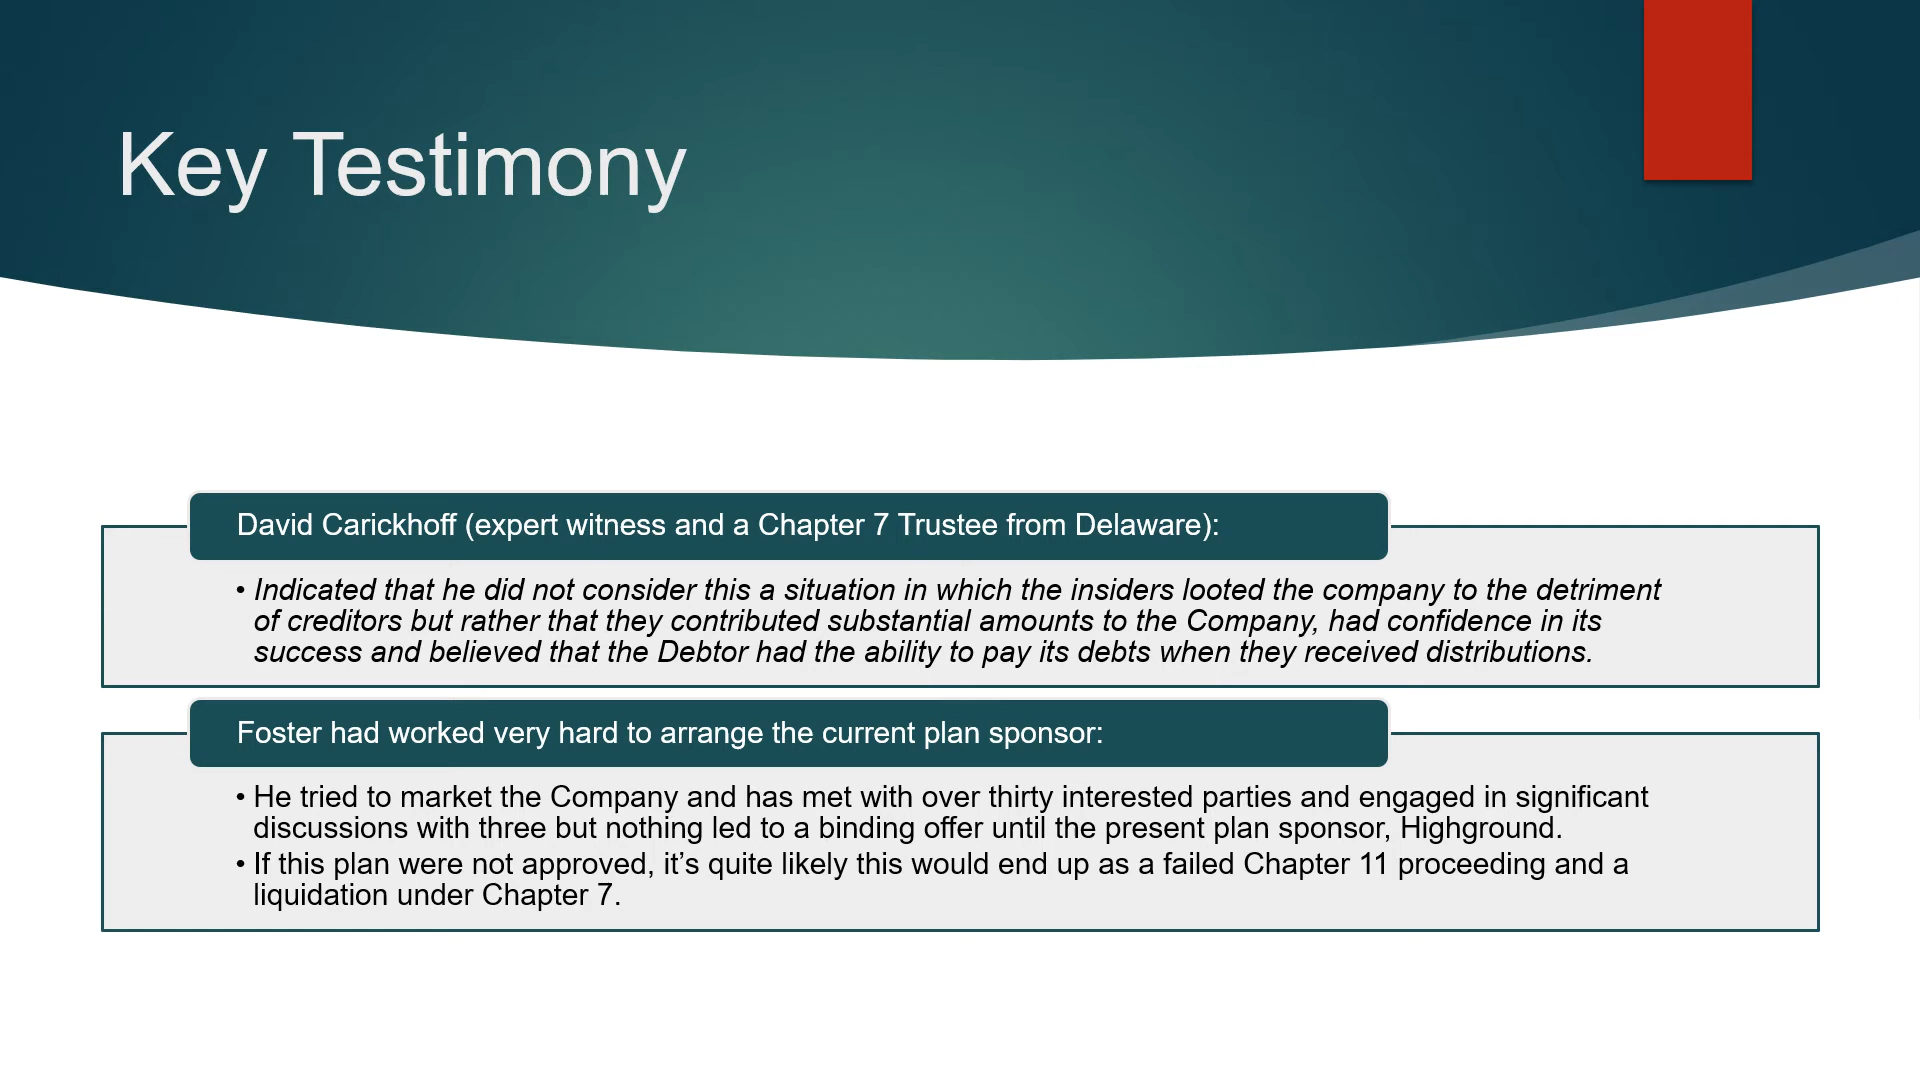 Key Testimony
David Carickhoff (expert witness and a Chapter 7 Trustee from Delaware):
• Indicated that he did not consider this a situation in which the insiders looted the company to the detriment
of creditors but rather that they contributed substantial amounts to the Company, had confidence in its
success and believed that the Debtor had the ability to pay its debts when they received distributions.
Foster had worked very hard to arrange the current plan sponsor:
• He tried to market the Company and has met with over thirty interested parties and engaged in significant
discussions with three but nothing led to a binding offer until the present plan sponsor, Highground.
• If this plan were not approved, it’s quite likely this would end up as a failed Chapter 11 proceeding and a
liquidation under Chapter 7.